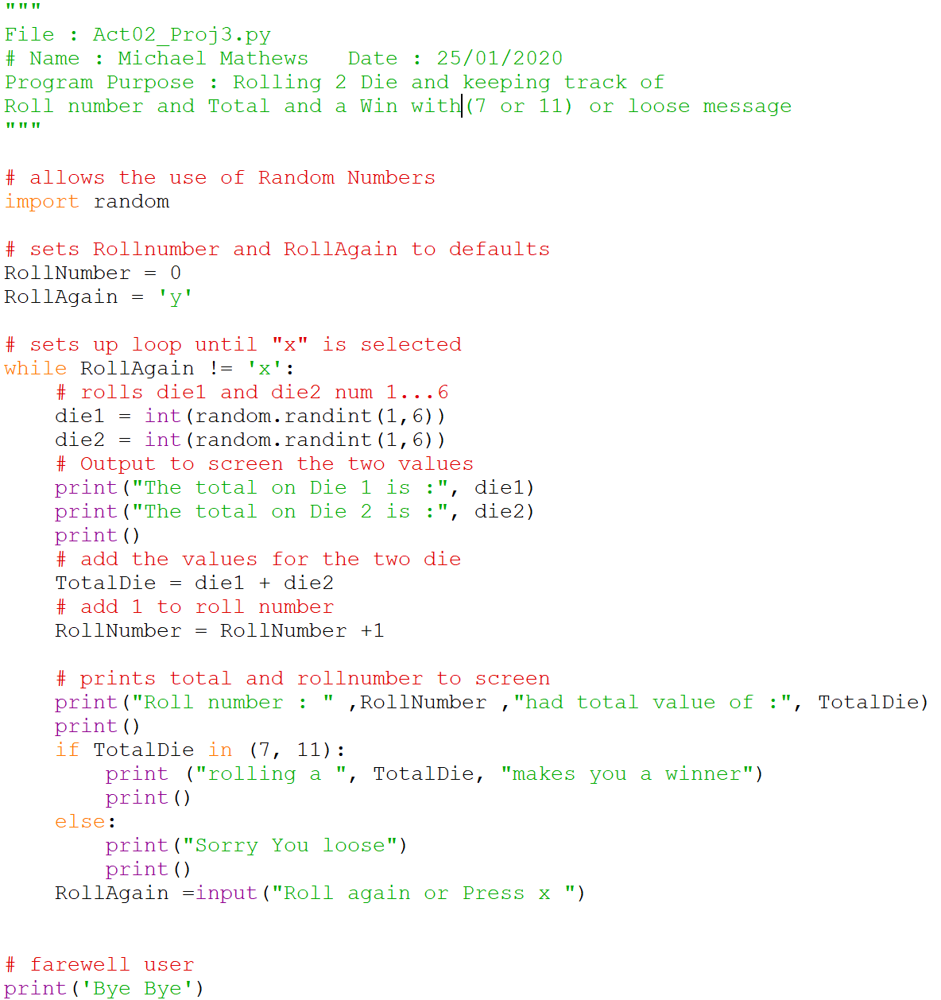 """
File : Act02_Proj3.py
# Name : Michael Mathews   Date : 25/01/2020
Program Purpose : Rolling 2 Die and keeping track of
Roll number and Total and a Win with(7 or 11) or loose message
"""

# allows the use of Random Numbers
import random

# sets Rollnumber and RollAgain to defaults
RollNumber = 0
RollAgain = 'y'

# sets up loop until "x" is selected
while RollAgain != 'x':
    # rolls die1 and die2 num 1...6
    die1 = int(random.randint(1,6))
    die2 = int(random.randint(1,6))
    # Output to screen the two values
    print("The total on Die 1 is :", die1)
    print("The total on Die 2 is :", die2)
    print()
    # add the values for the two die
    TotalDie = die1 + die2
    # add 1 to roll number
    RollNumber = RollNumber +1

    # prints total and rollnumber to screen
    print("Roll number : " ,RollNumber ,"had total value of :", TotalDie)
    print()
    if TotalDie in (7, 11):
        print ("rolling a ", TotalDie, "makes you a winner")
        print()
    else:
        print("Sorry You loose")
        print()
    RollAgain =input("Roll again or Press x ")


# farewell user
print('Bye Bye')